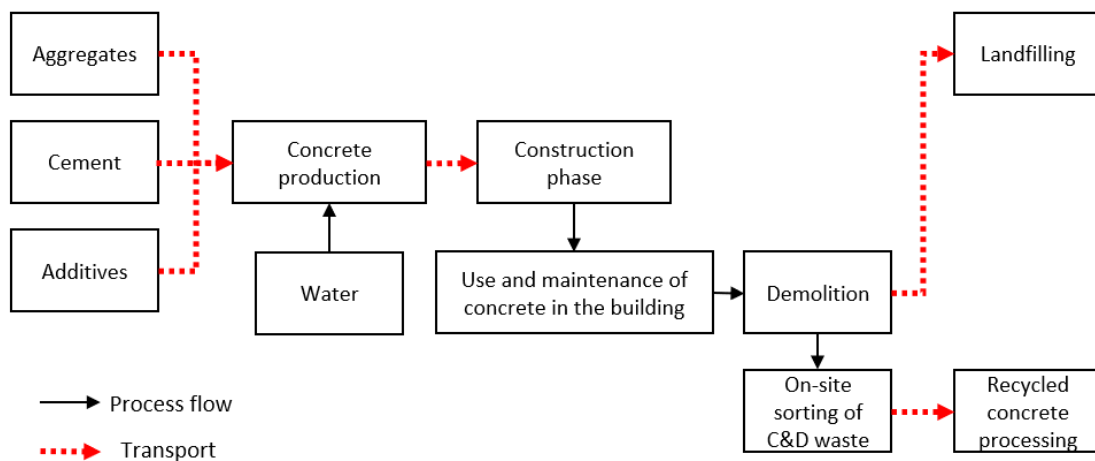 Aggregates
Landfilling
Cement
Concrete
production
Construction
phase
Additives
Water
Use and maintenance of
concrete in the building
Demolition
On-site
sorting of
C&D waste
Recycled
concrete
processing
Process flow
Transport